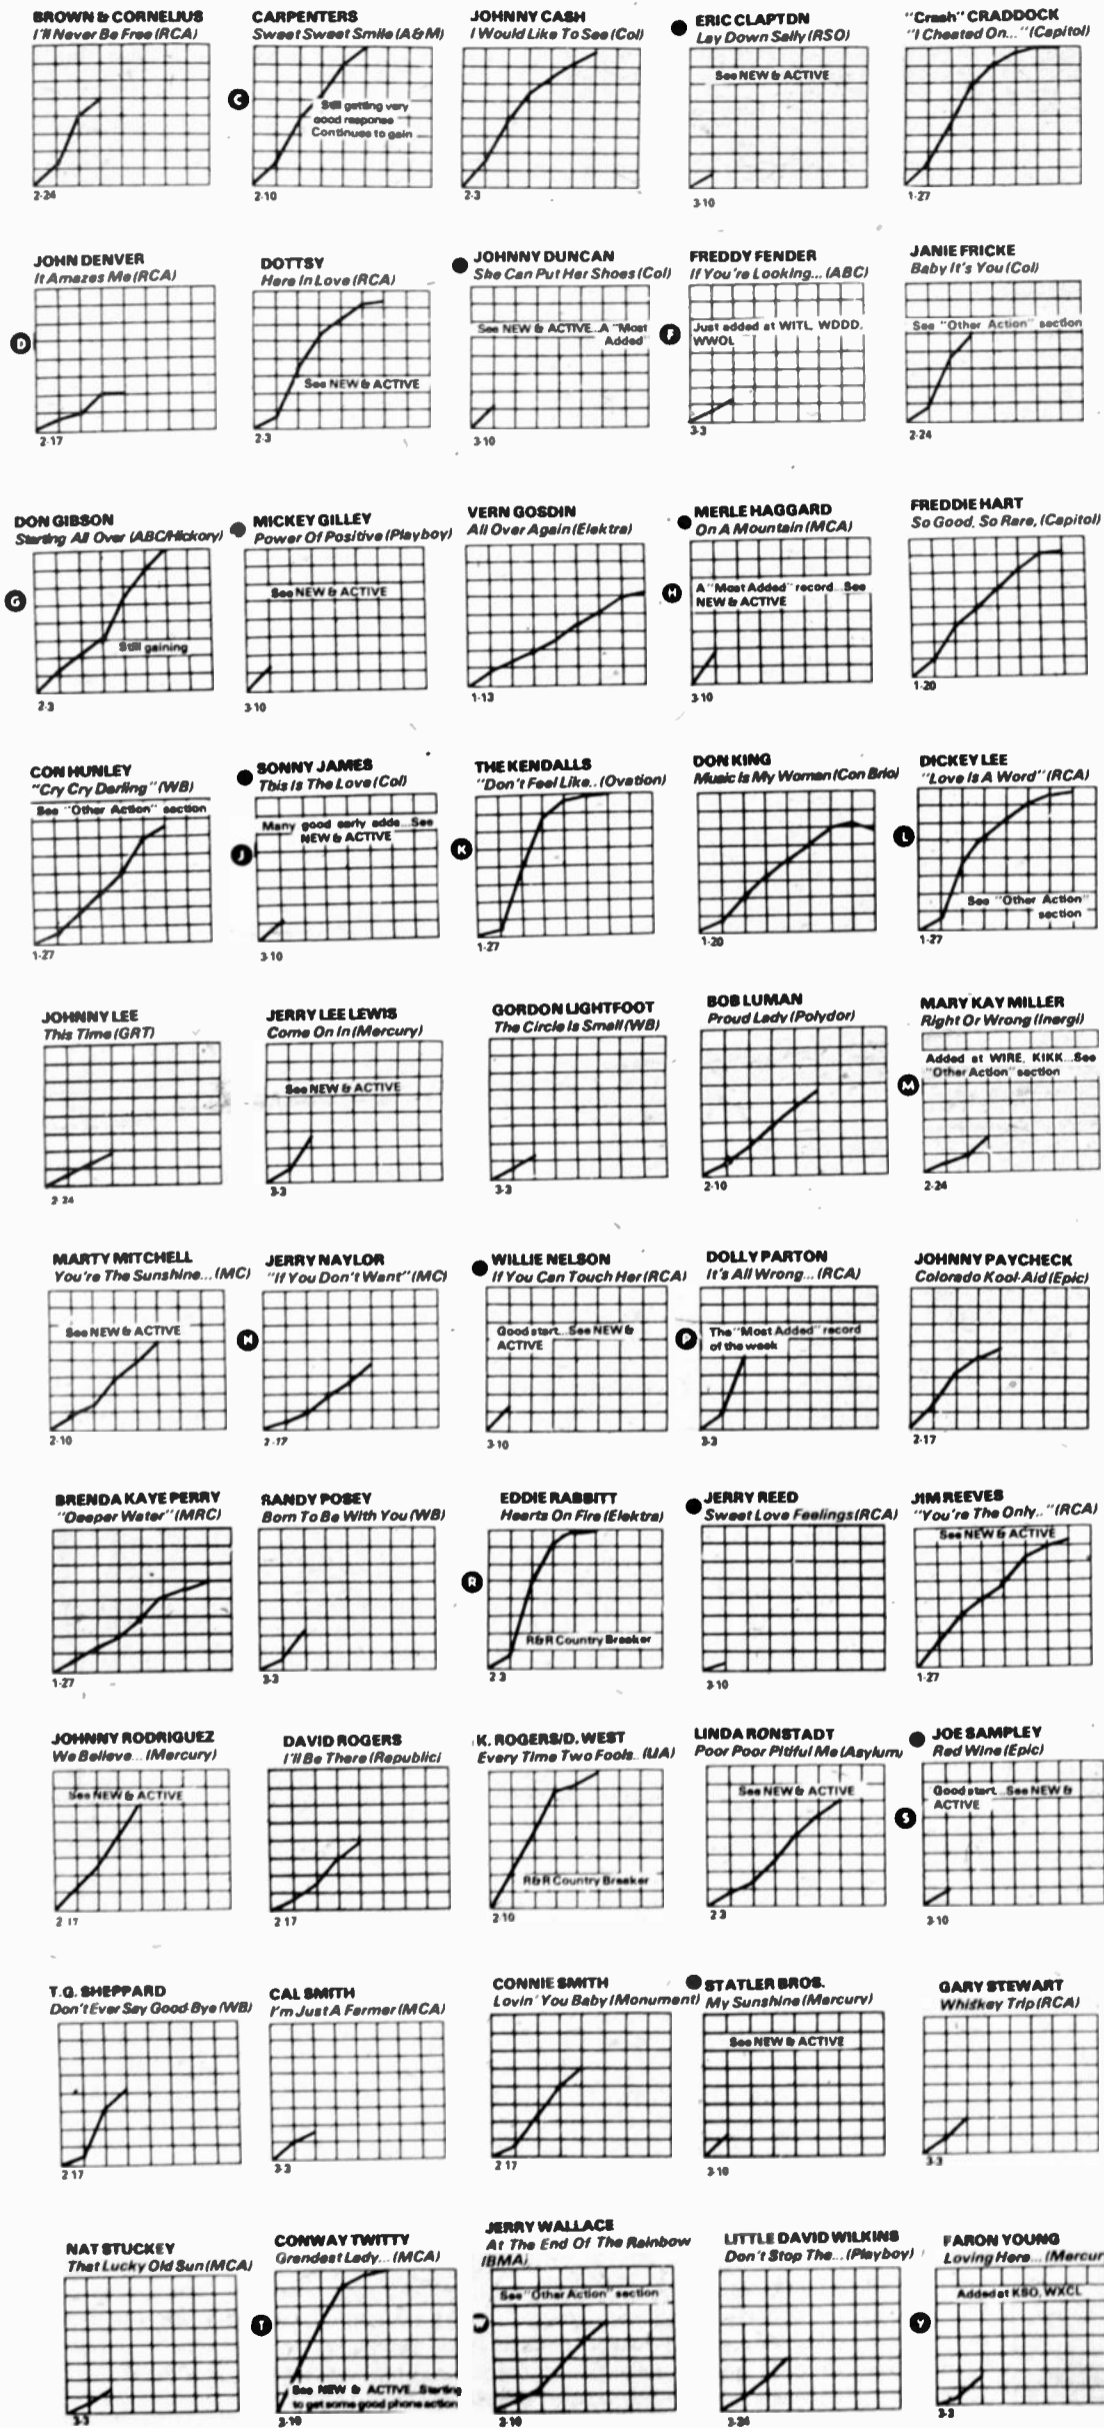 BROWN & CORNELIUS
I'll Never Be Free (RCA)
2-24
C
CARPENTERS
Sweet Sweet Smile (A&M)
Still getting very
good response
Continues to gain
2-10
JOHNNY CASH
I Would Like To See (Col)
2-3
ERIC CLAPTON
Lay Down Sally (RSO)
See NEW & ACTIVE
3-10
"Crash" CRADDOCK
"I Cheated On..." (Capitol)
1-27
D
JOHN DENVER
It Amazes Me (RCA)
2-17
DOTTSY
Here In Love (RCA)
See NEW & ACTIVE
2-3
JOHNNY DUNCAN
She Can Put Her Shoes (Col)
See NEW & ACTIVE...A "Most
Added"
3-10
F
FREDDY FENDER
If You're Looking... (ABC)
Just added at WITL, WDDD,
WWOL
3-3
JANIE FRICKE
Baby It's You (Col)
See "Other Action" section
2-24
G
DON GIBSON
Starting All Over (ABC/Hickory)
Still gaining
2-3
MICKEY GILLEY
Power Of Positive (Playboy)
See NEW & ACTIVE
3-10
VERN GOSDIN
All Over Again (Elektra)
1-13
H
MERLE HAGGARD
On A Mountain (MCA)
A "Most Added" record...See
NEW & ACTIVE
3-10
FREDDIE HART
So Good, So Rare, (Capitol)
1-20
CON HUNLEY
"Cry Cry Darling" (WB)
See "Other Action" section
1-27
J
SONNY JAMES
This Is The Love (Col)
Many good early adds...See
NEW & ACTIVE
3-10
K
THE KENDALLS
"Don't Feel Like.. (Ovation)
1-27
DON KING
Music Is My Woman (Con Brio)
1-20
L
DICKEY LEE
"Love Is A Word" (RCA)
See "Other Action"
section
1-27
JOHNNY LEE
This Time (GRT)
2 24
JERRY LEE LEWIS
Come On In (Mercury)
See NEW & ACTIVE
3-3
GORDON LIGHTFOOT
The Circle Is Small (WB)
3-3
BOB LUMAN
Proud Lady (Polydor)
2-10
M
MARY KAY MILLER
Right Or Wrong (Inergi)
Added at WIRE, KIKK...See
"Other Action" section
2-24
MARTY MITCHELL
You're The Sunshine... (MC)
See NEW & ACTIVE
2-10
N
JERRY NAYLOR
"If You Don't Want" (MC)
2-17
WILLIE NELSON
If You Can Touch Her (RCA)
Good start...See NEW &
ACTIVE
3-10
P
DOLLY PARTON
It's All Wrong... (RCA)
The "Most Added" record
of the week
3-3
JOHNNY PAYCHECK
Colorado Kool-Aid (Epic)
2-17
BRENDA KAYE PERRY
"Deeper Water" (MRC)
1-27
SANDY POSEY
Born To Be With You (WB)
3-3
R
EDDIE RABBITT
Hearts On Fire (Elektra)
R&R Country Breaker
2 3
JERRY REED
Sweet Love Feelings (RCA)
3-10
JIM REEVES
"You're The Only.." (RCA)
See NEW & ACTIVE
1-27
JOHNNY RODRIGUEZ
We Believe... (Mercury)
See NEW & ACTIVE
2 17
DAVID ROGERS
I'll Be There (Republic)
2 17
K. ROGERS/D. WEST
Every Time Two Fools.. (UA)
R&R Country Breaker
2-10
LINDA RONSTADT
Poor Poor Pitiful Me (Asylum)
See NEW & ACTIVE
2 3
S
JOE SAMPLEY
Red Wine (Epic)
Good start...See NEW &
ACTIVE
3-10
T.G. SHEPPARD
Don't Ever Say Good-Bye (WB)
2 17
CAL SMITH
I'm Just A Farmer (MCA)
3-3
CONNIE SMITH
Lovin' You Baby (Monument)
2 17
STATLER BROS.
My Sunshine (Mercury)
See NEW & ACTIVE
3-10
GARY STEWART
Whiskey Trip (RCA)
3-3
NAT STUCKEY
That Lucky Old Sun (MCA)
3-3
T
CONWAY TWITTY
Grandest Lady... (MCA)
See NEW & ACTIVE...Starting
to get some good phone action
JERRY WALLACE
At The End Of The Rainbow
(BMA)
See "Other Action" section
LITTLE DAVID WILKINS
Don't Stop The... (Playboy)
Y
FARON YOUNG
Loving Here... (Mercur
Added at KSO, WXCL
3-3